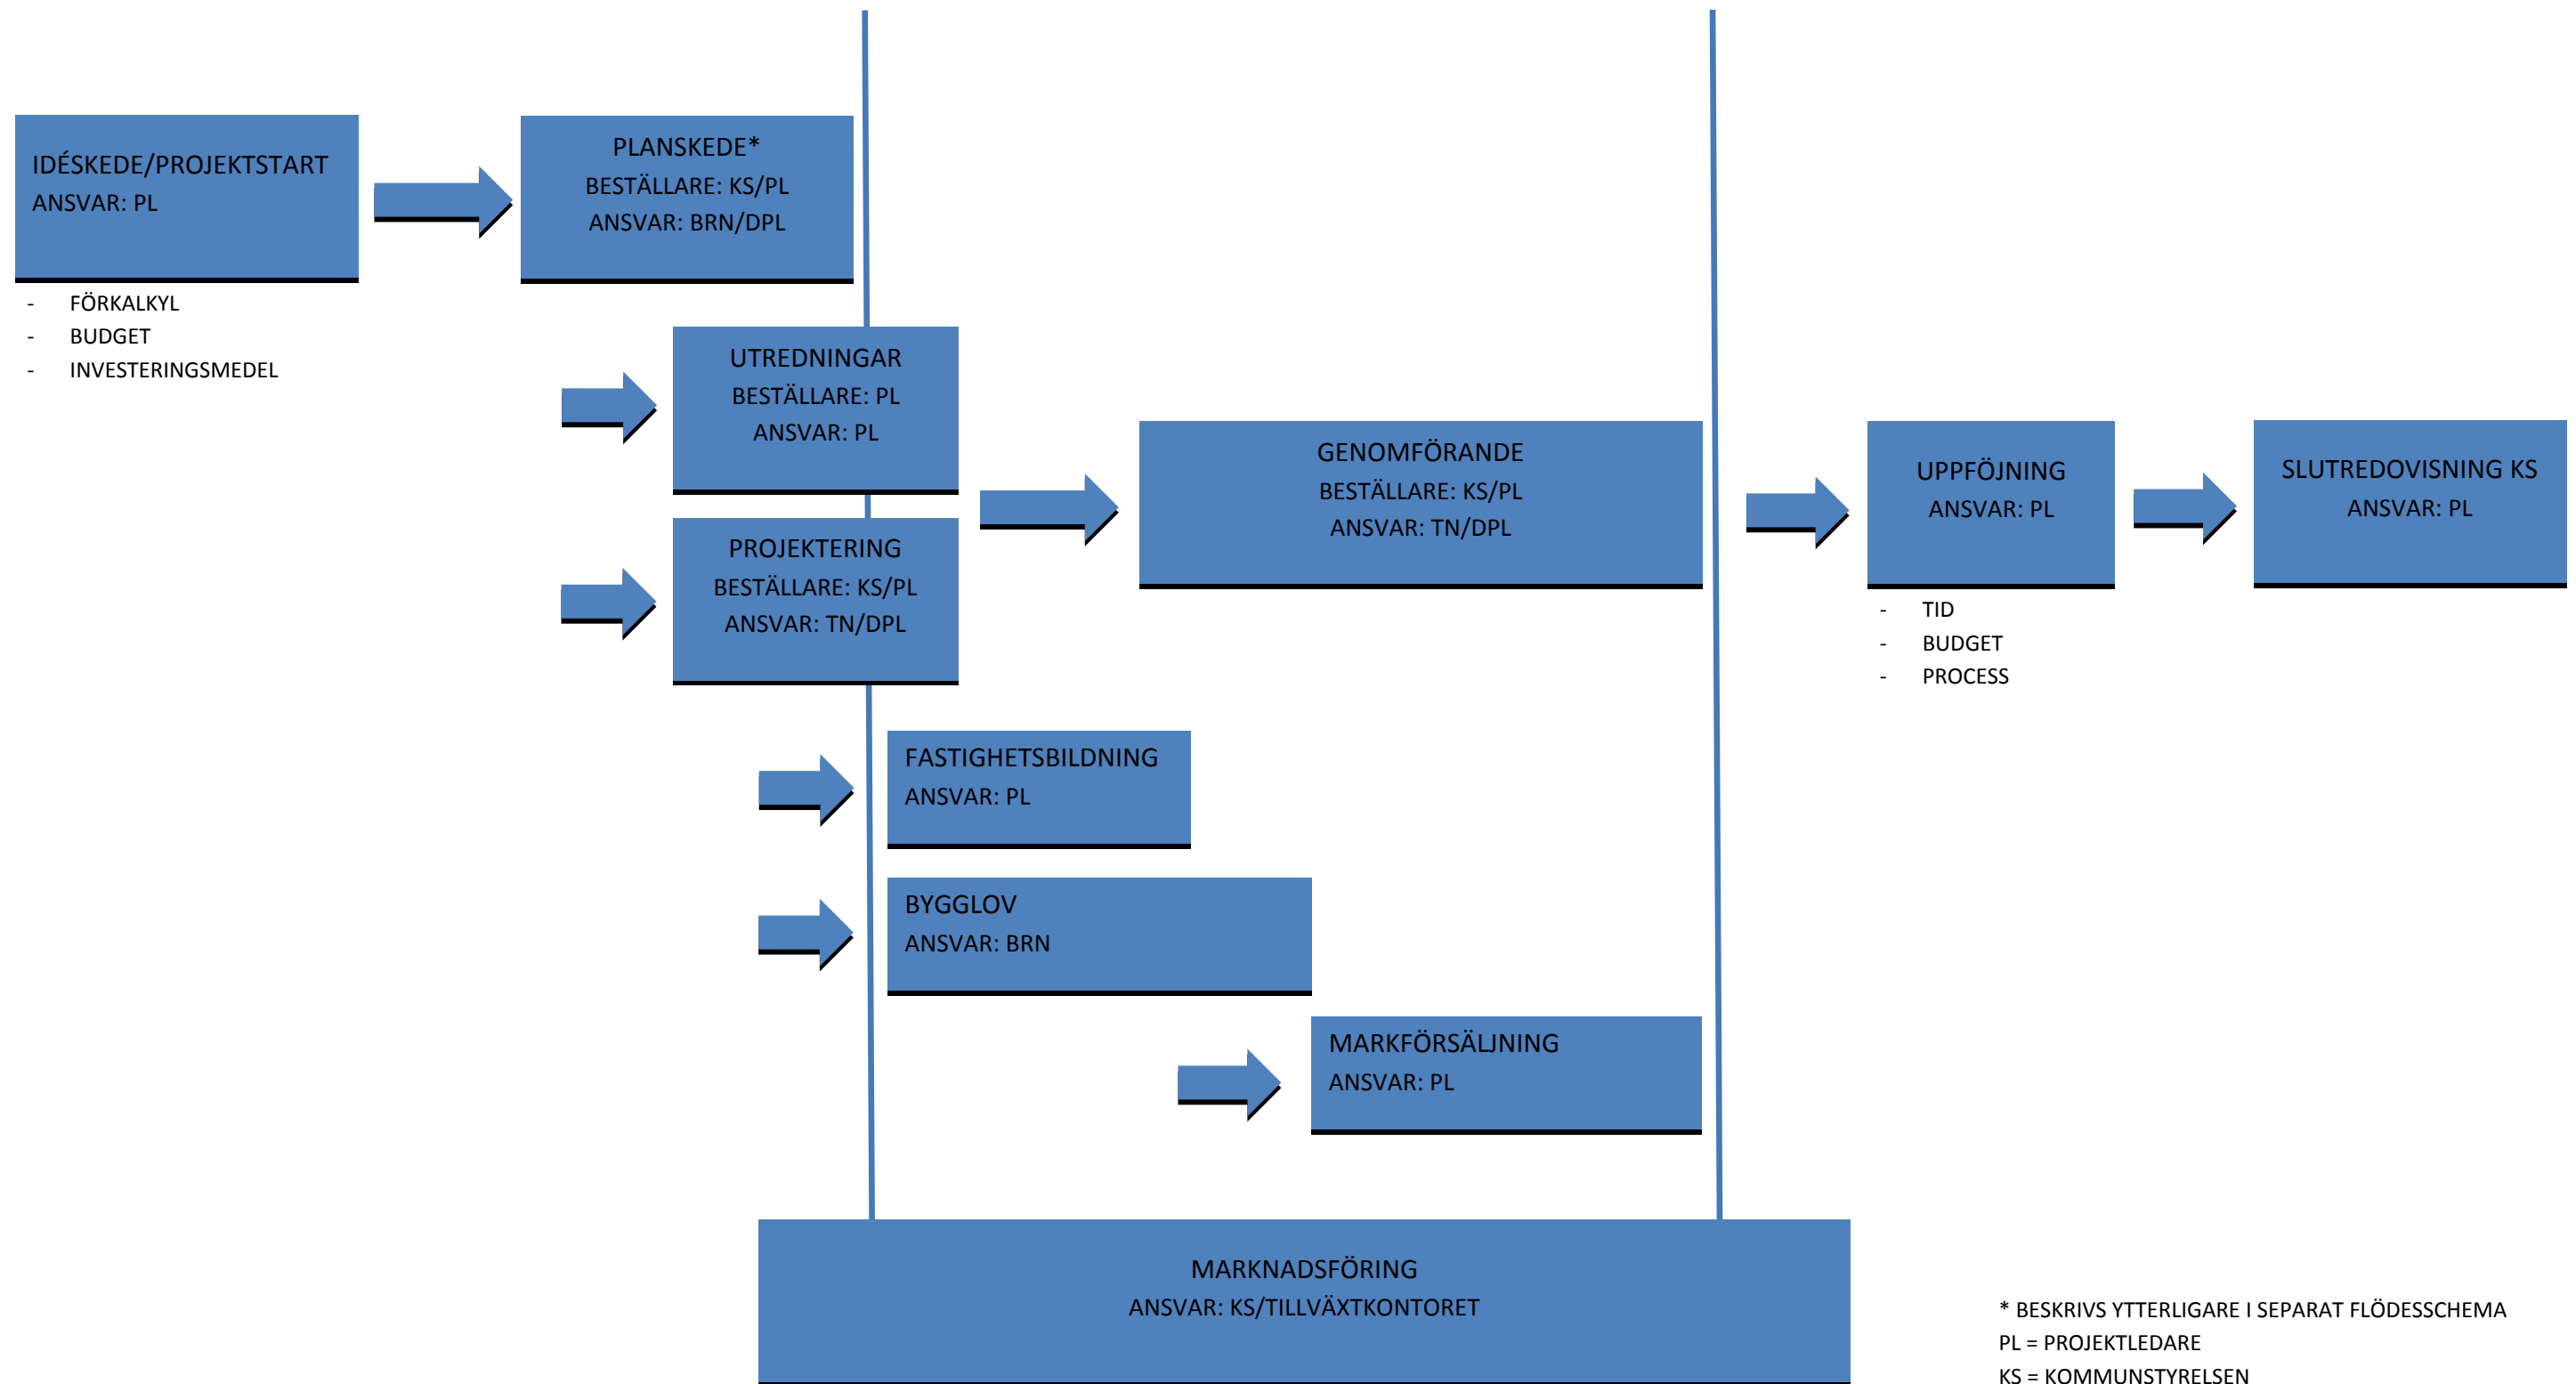 IDÉSKEDE/PROJEKTSTART
ANSVAR: PL
- FÖRKALKYL
- BUDGET
- INVESTERINGSMEDEL
PLANSKEDE*
BESTÄLLARE: KS/PL
ANSVAR: BRN/DPL
UTREDNINGAR
BESTÄLLARE: PL
ANSVAR: PL
PROJEKTERING
BESTÄLLARE: KS/PL
ANSVAR: TN/DPL
GENOMFÖRANDE
BESTÄLLARE: KS/PL
ANSVAR: TN/DPL
UPPFÖJNING
ANSVAR: PL
- TID
- BUDGET
- PROCESS
SLUTREDOVISNING KS
ANSVAR: PL
FASTIGHETSBILDNING
ANSVAR: PL
BYGGLOV
ANSVAR: BRN
MARKFÖRSÄLJNING
ANSVAR: PL
MARKNADSFÖRING
ANSVAR: KS/TILLVÄXTKONTORET
* BESKRIVS YTTERLIGARE I SEPARAT FLÖDESSCHEMA
PL = PROJEKTLEDARE
KS = KOMMUNSTYRELSEN